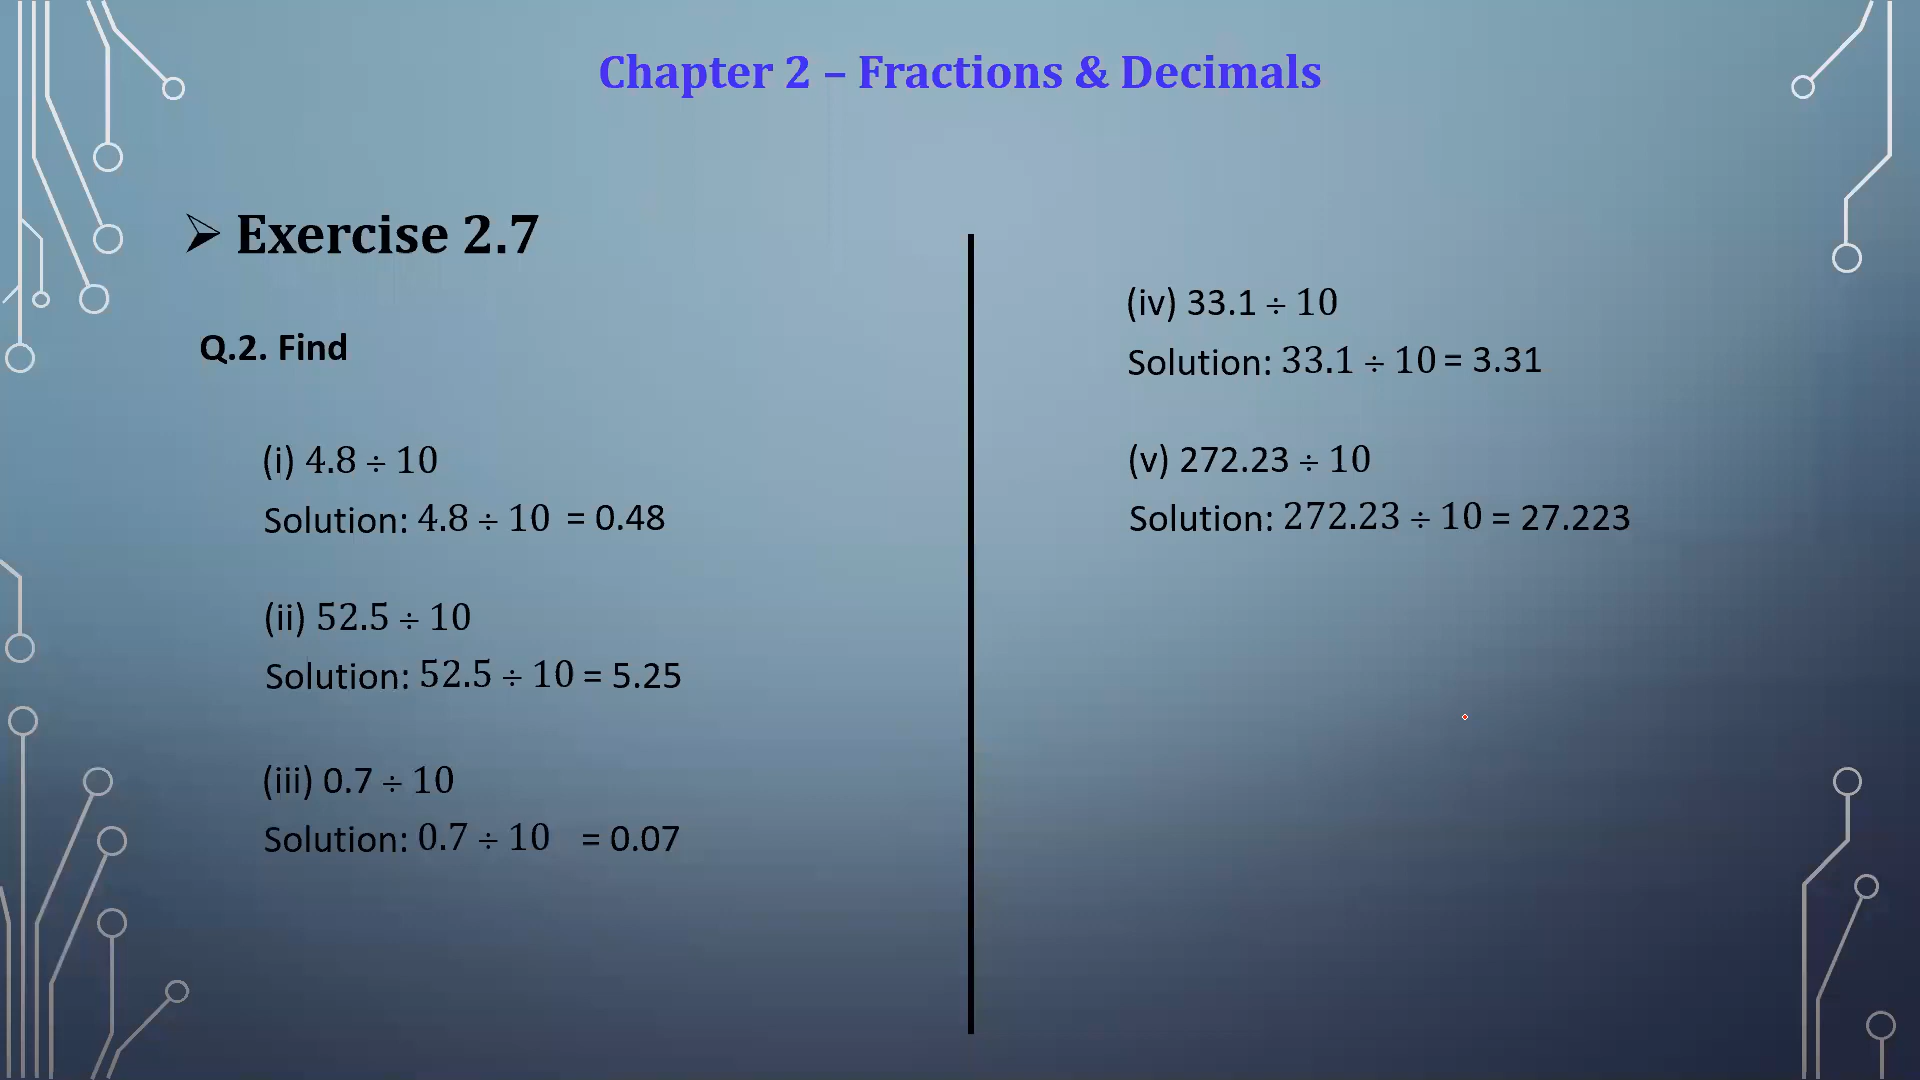 Chapter 2 – Fractions & Decimals
➢ Exercise 2.7
Q.2. Find
(i) 4.8 ÷ 10
Solution: 4.8 ÷ 10 = 0.48
(ii) 52.5 ÷ 10
Solution: 52.5 ÷ 10 = 5.25
(iii) 0.7 ÷ 10
Solution: 0.7 ÷ 10 = 0.07
(iv) 33.1 ÷ 10
Solution: 33.1 ÷ 10 = 3.31
(v) 272.23 ÷ 10
Solution: 272.23 ÷ 10 = 27.223